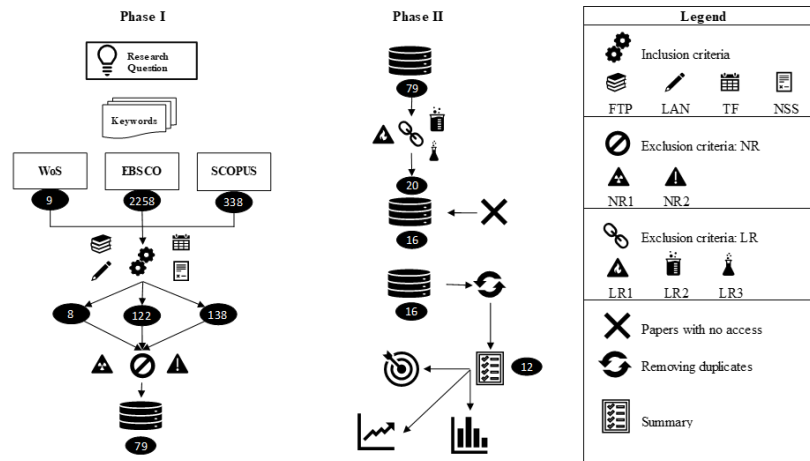 Phase I
Research
Question
Keywords
WoS
EBSCO
SCOPUS
9
2258
338
8
122
138
79
Phase II
79
20
16
16
12
Legend
Inclusion criteria
FTP
LAN
TF
NSS
Exclusion criteria: NR
NR1
NR2
Exclusion criteria: LR
LR1
LR2
LR3
Papers with no access
Removing duplicates
Summary